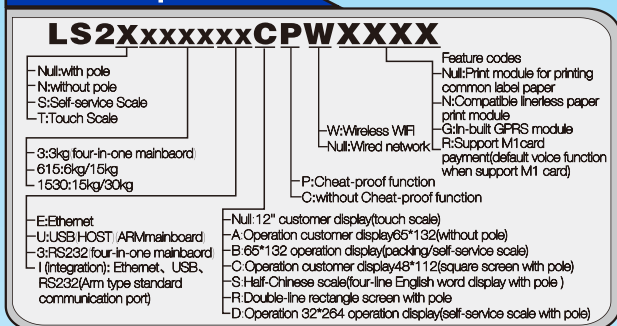 LS2XxxxxxxCPWXXXX
Null:with pole
N:without pole
S:Self-service Scale
T:Touch Scale
3:3kg(four-in-one mainbaord)
615:6kg/15kg
1530:15kg/30kg
E:Ethernet
U:USB(HOST)(ARMmainboard)
3:RS232(four-in-one mainbaord)
I (integration): Ethernet、USB、
RS232(Arm type standard
communication port)
Feature codes
Null:Print module for printing
common label paper
N:Compatible linerless paper
print module
G:In-built GPRS module
R:Support M1card
payment(default voice function
when support M1 card)
W:Wireless WIFI
Null:Wired network
P:Cheat-proof function
C:without Cheat-proof function
Null:12" customer display(touch scale)
A:Operation customer display65*132(without pole)
B:65*132 operation display(packing/self-service scale)
C:Operation customer display48*112(square screen with pole)
S:Half-Chinese scale(four-line English word display with pole )
R:Double-line rectangle screen with pole
D:Operation 32*264 operation display(self-service scale with pole)